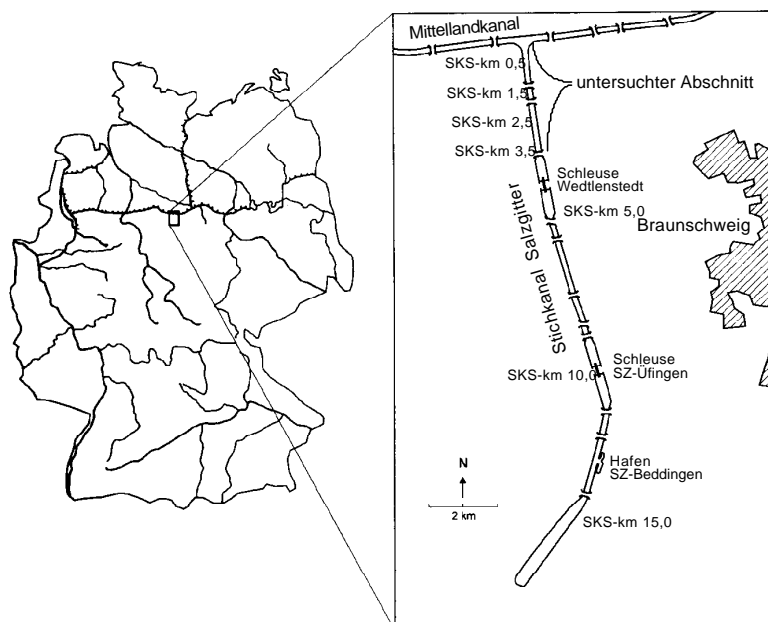 Mittellandkanal
SKS-km 0,5
SKS-km 1,5
untersuchter Abschnitt
SKS-km 2,5
SKS-km 3,5
Schleuse
Wedtlenstedt
SKS-km 5,0
Braunschweig
Stichkanal Salzgitter
Schleuse
SZ-Üfingen
SKS-km 10,0
Hafen
SZ-Beddingen
N
2 km
SKS-km 15,0